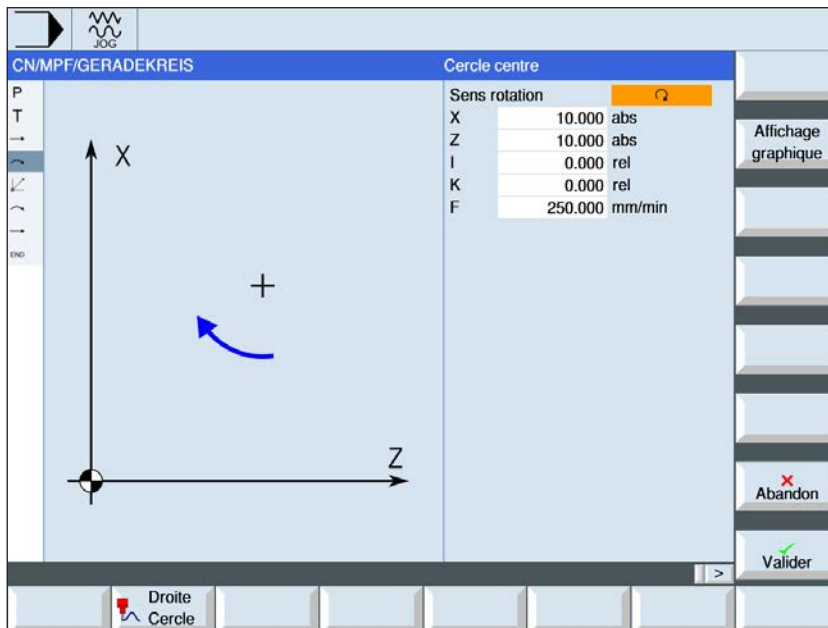 JOG
CN/MPF/GERADEKREIS
Cercle centre
P
T
END
X
Z
Sens rotation
X 10.000 abs
Z 10.000 abs
I 0.000 rel
K 0.000 rel
F 250.000 mm/min
Affichage
graphique
Abandon
Valider
>
Droite
Cercle